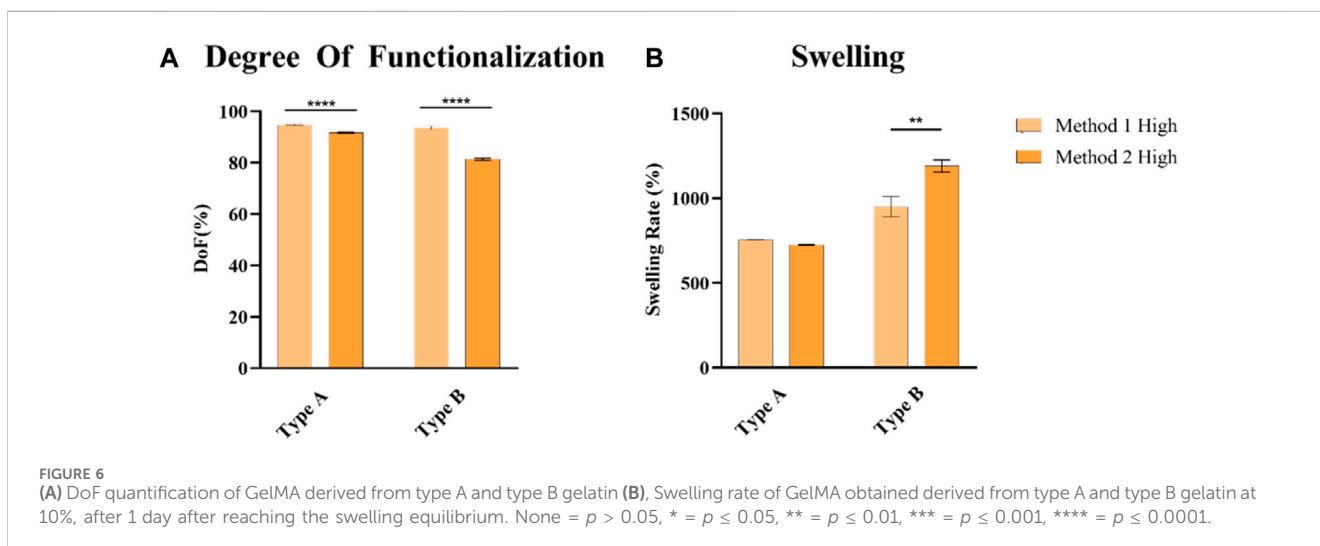 A Degree Of Functionalization
DoF(%)
100
80
60
40
20
0
****
****
Type A
Type B
B Swelling
Swelling Rate (%)
1500
1000
500
0
**
Type A
Type B
Method 1 High
Method 2 High
FIGURE 6
(A) DoF quantification of GelMA derived from type A and type B gelatin (B), Swelling rate of GelMA obtained derived from type A and type B gelatin at
10%, after 1 day after reaching the swelling equilibrium. None = p > 0.05, * = p ≤ 0.05, ** = p ≤ 0.01, *** = p ≤ 0.001, **** = p ≤ 0.0001.